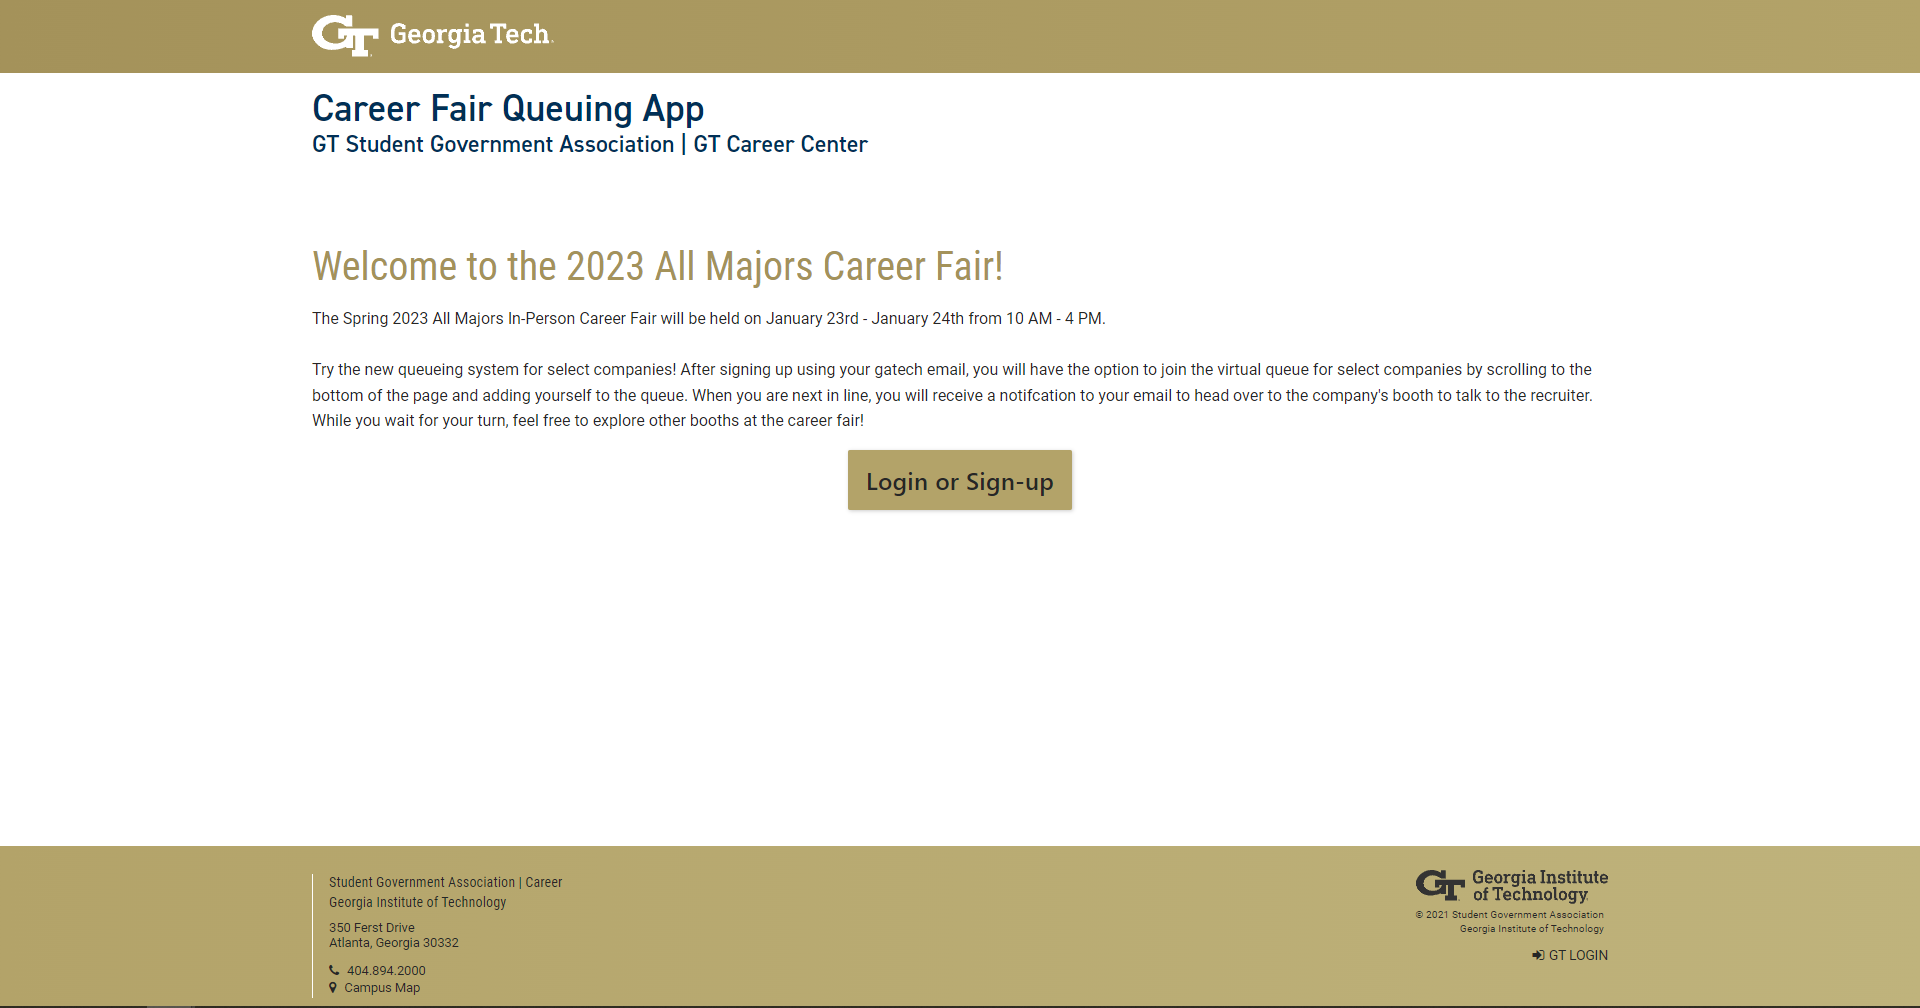 GT Georgia Tech.
Career Fair Queuing App
GT Student Government Association | GT Career Center
Welcome to the 2023 All Majors Career Fair!
The Spring 2023 All Majors In-Person Career Fair will be held on January 23rd - January 24th from 10 AM - 4 PM.
Try the new queueing system for select companies! After signing up using your gatech email, you will have the option to join the virtual queue for select companies by scrolling to the
bottom of the page and adding yourself to the queue. When you are next in line, you will receive a notifcation to your email to head over to the company's booth to talk to the recruiter.
While you wait for your turn, feel free to explore other booths at the career fair!
Login or Sign-up
Student Government Association | Career
Georgia Institute of Technology
350 Ferst Drive
Atlanta, Georgia 30332
404.894.2000
Campus Map
GT Georgia Institute
of Technology
© 2021 Student Government Association
Georgia Institute of Technology
GT LOGIN